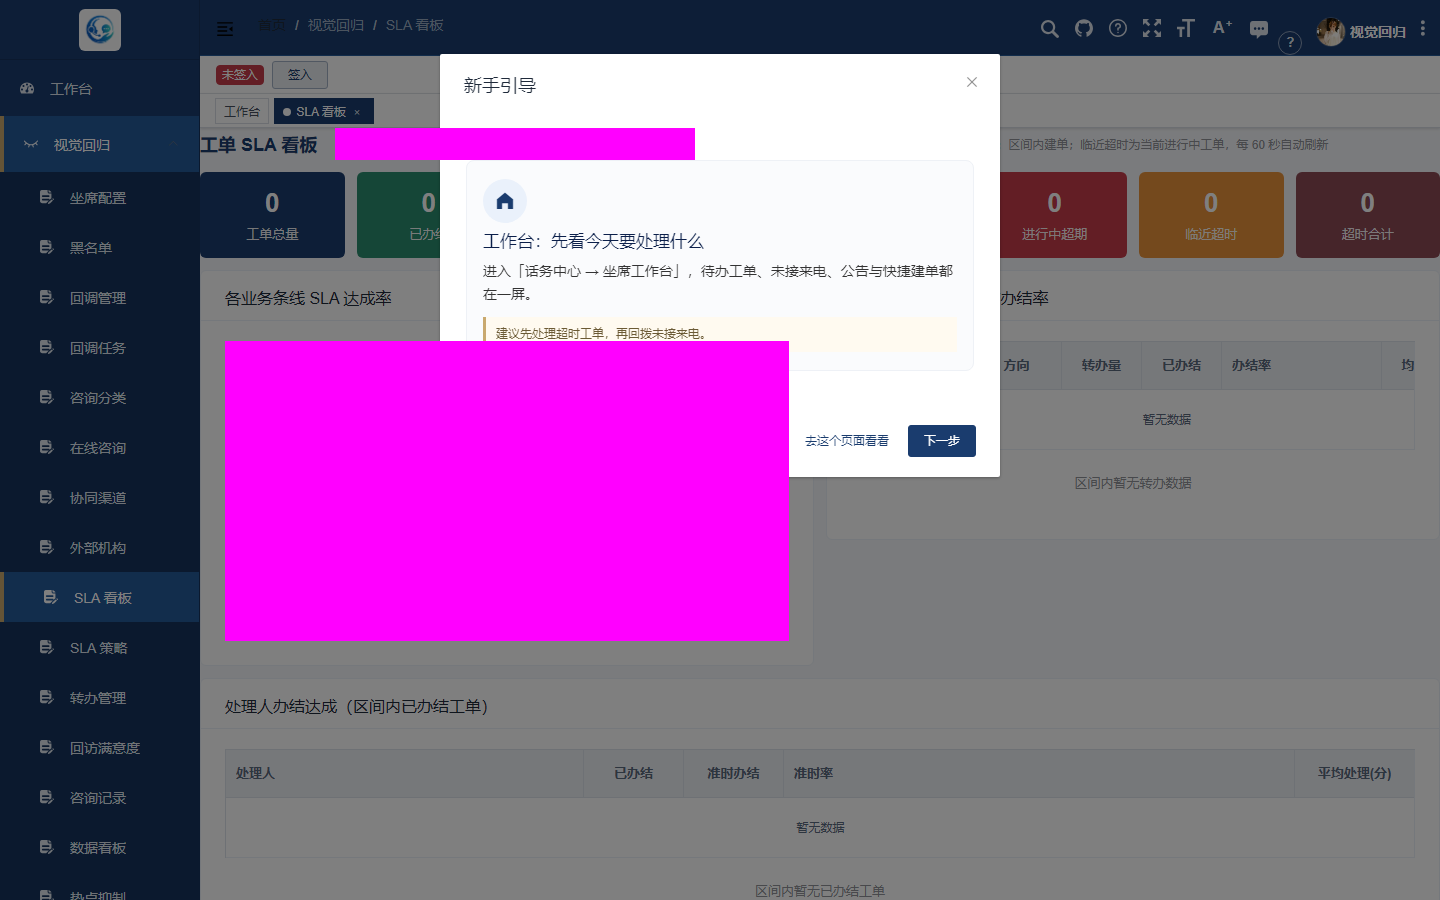 首页 / 视觉回归 / SLA 看板
视觉回归
工作台
视觉回归
坐席配置
黑名单
回调管理
回调任务
咨询分类
在线咨询
协同渠道
外部机构
SLA 看板
SLA 策略
转办管理
回访满意度
咨询记录
数据看板
热点抑制
未签入
签入
工作台
SLA 看板 ×
工单 SLA 看板
区间内建单；临近超时为当前进行中工单，每 60 秒自动刷新
0
工单总量
0
已办结
0
进行中超期
0
临近超时
0
超时合计
新手引导
工作台：先看今天要处理什么
进入「话务中心 → 坐席工作台」，待办工单、未接来电、公告与快捷建单都
在一屏。
建议先处理超时工单，再回拨未接来电。
去这个页面看看
下一步
各业务条线 SLA 达成率
办结率
方向 转办量 已办结 办结率 均
暂无数据
区间内暂无转办数据
处理人办结达成（区间内已办结工单）
处理人 已办结 准时办结 准时率 平均处理(分)
暂无数据
区间内暂无已办结工单